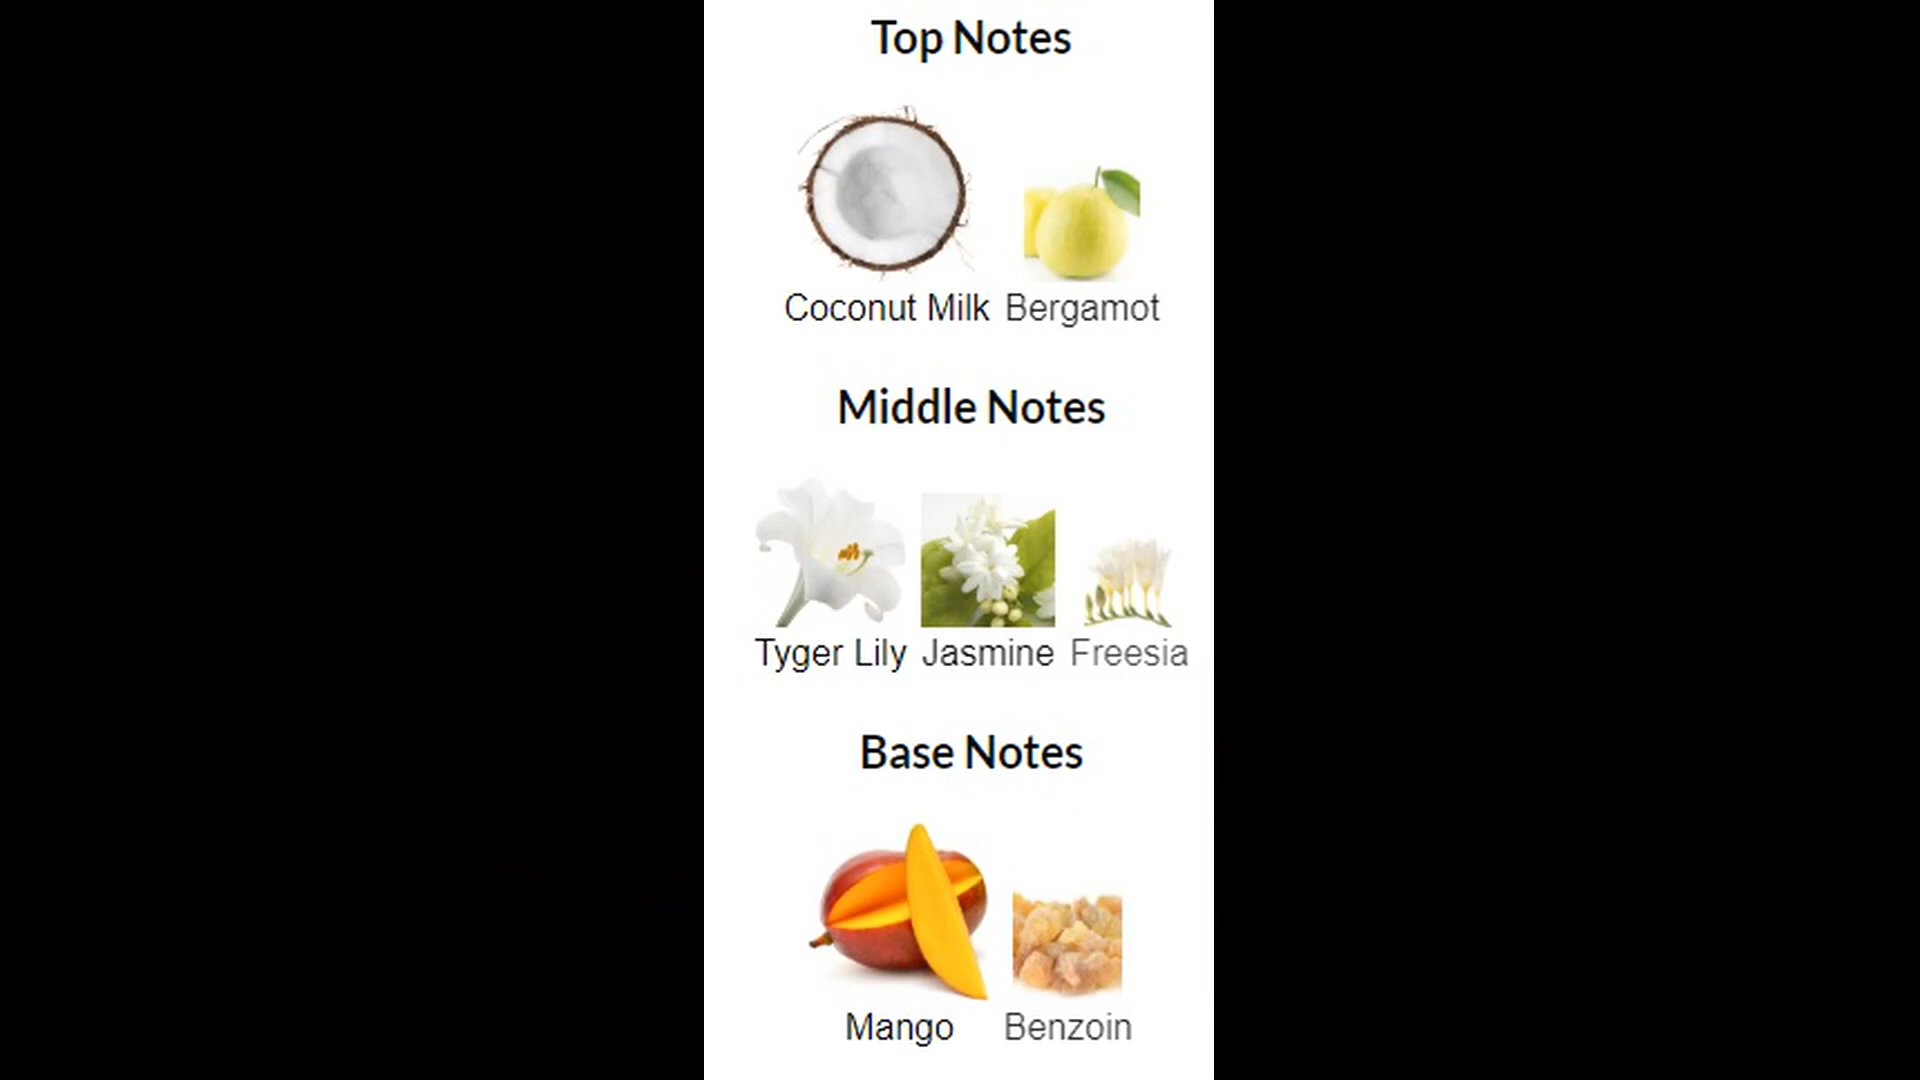 Top Notes
Coconut Milk Bergamot
Middle Notes
Tyger Lily Jasmine Freesia
Base Notes
Mango Benzoin